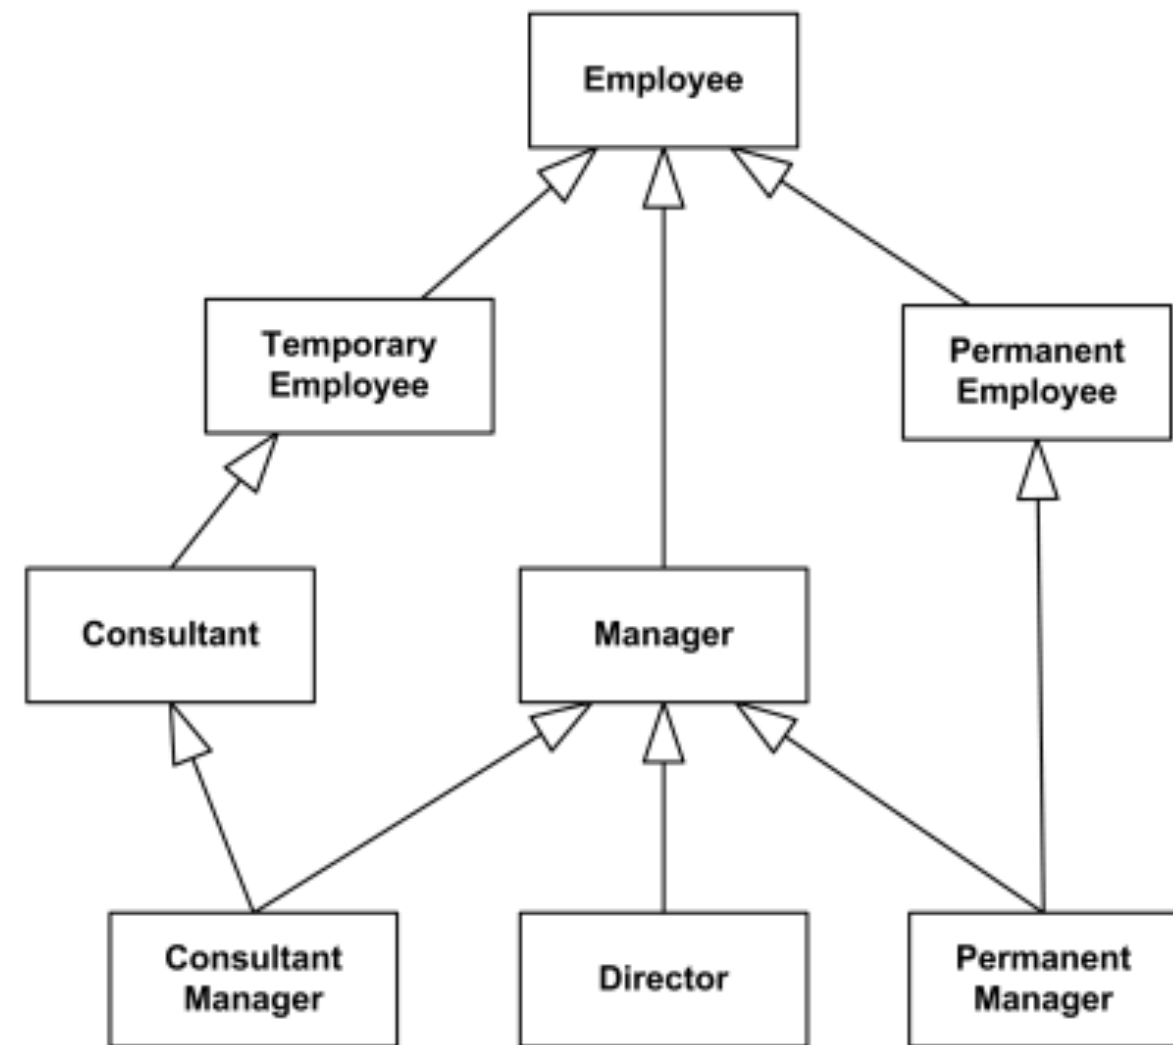 Employee
Temporary
Employee
Permanent
Employee
Consultant
Manager
Consultant
Manager
Director
Permanent
Manager